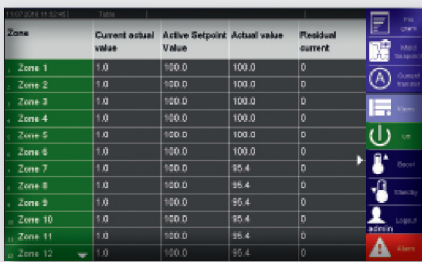 Table
Zone Current actual value Active Setpoint Value Actual value Residual current
Zone 1 1.0 100.0 100.0 0
Zone 2 1.0 100.0 100.0 0
Zone 3 1.0 100.0 100.0 0
Zone 4 1.0 100.0 100.0 0
Zone 5 1.0 100.0 100.0 0
Zone 6 1.0 100.0 100.0 0
Zone 7 1.0 100.0 95.4 0
Zone 8 1.0 100.0 95.4 0
Zone 9 1.0 100.0 95.4 0
Zone 10 1.0 100.0 95.4 0
Zone 11 1.0 100.0 95.4 0
Zone 12 1.0 100.0 95.4 0
A
Views
Boost
Standby
Logout
admin
Alarm